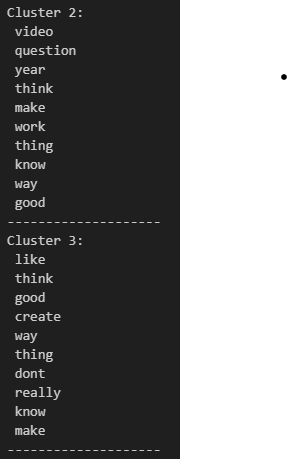 Cluster 2:
video
question
year
think
make
work
thing
know
way
good
--------------------
Cluster 3:
like
think
good
create
way
thing
dont
really
know
make
--------------------